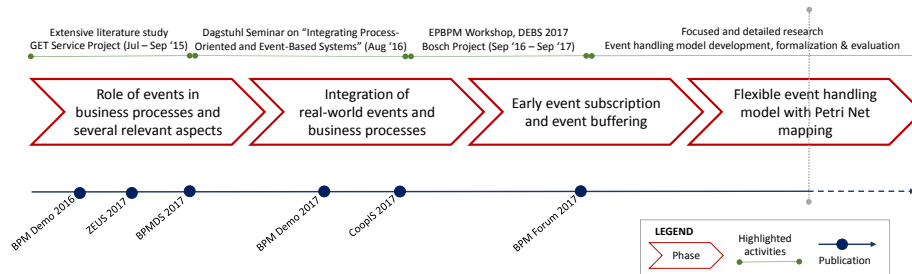 Extensive literature study
GET Service Project (Jul – Sep ‘15)
Dagstuhl Seminar on “Integrating Process-
Oriented and Event-Based Systems” (Aug ‘16)
EPBPM Workshop, DEBS 2017
Bosch Project (Sep ‘16 – Sep ‘17)
Focused and detailed research
Event handling model development, formalization & evaluation
Role of events in
business processes and
several relevant aspects
Integration of
real-world events and
business processes
Early event subscription
and event buffering
Flexible event handling
model with Petri Net
mapping
BPM Demo 2016
ZEUS 2017
BPMDS 2017
BPM Demo 2017
CoopIS 2017
BPM Forum 2017
LEGEND
Phase
Highlighted
activities
Publication